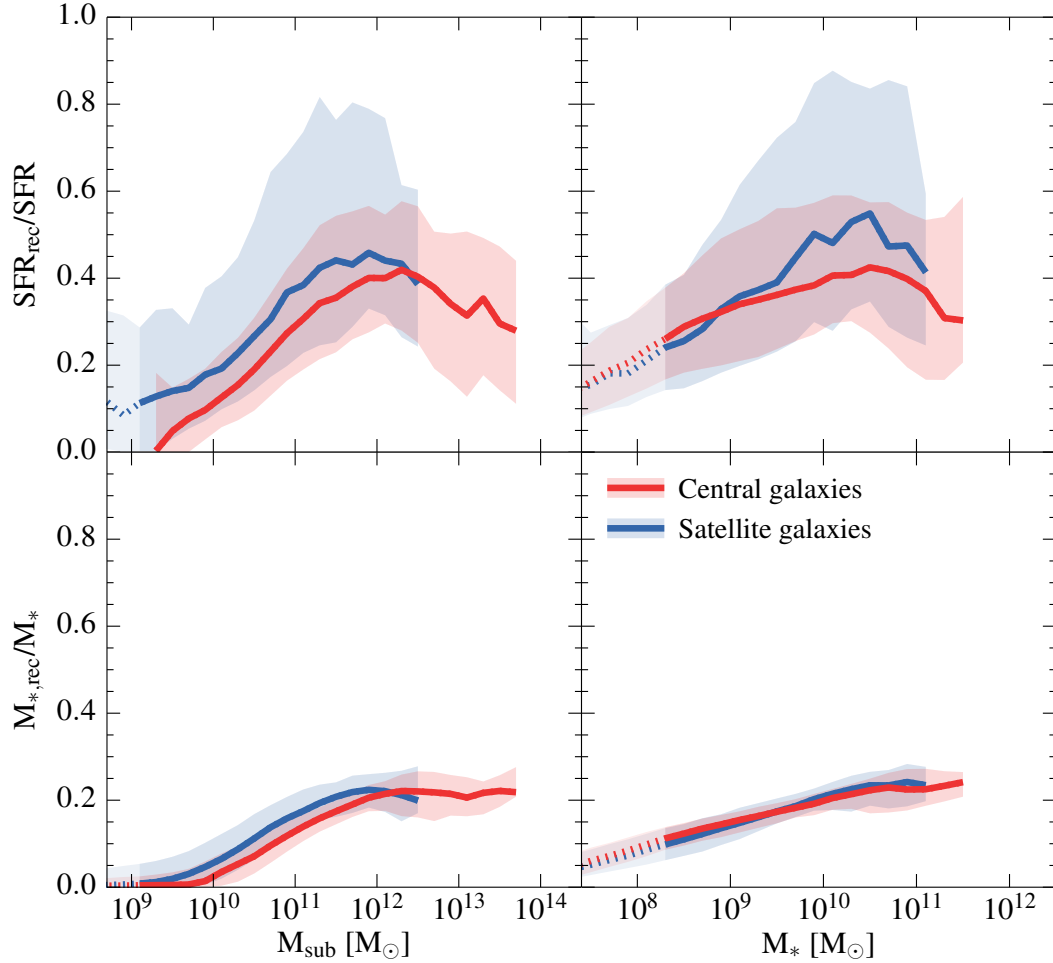 1.0
0.8
0.6
0.4
0.2
0.0
SFR_rec/SFR
0.8
0.6
0.4
0.2
0.0
M_*,rec/M_*
Central galaxies
Satellite galaxies
10^9 10^10 10^11 10^12 10^13 10^14
M_sub [M_⊙]
10^8 10^9 10^10 10^11 10^12
M_* [M_⊙]